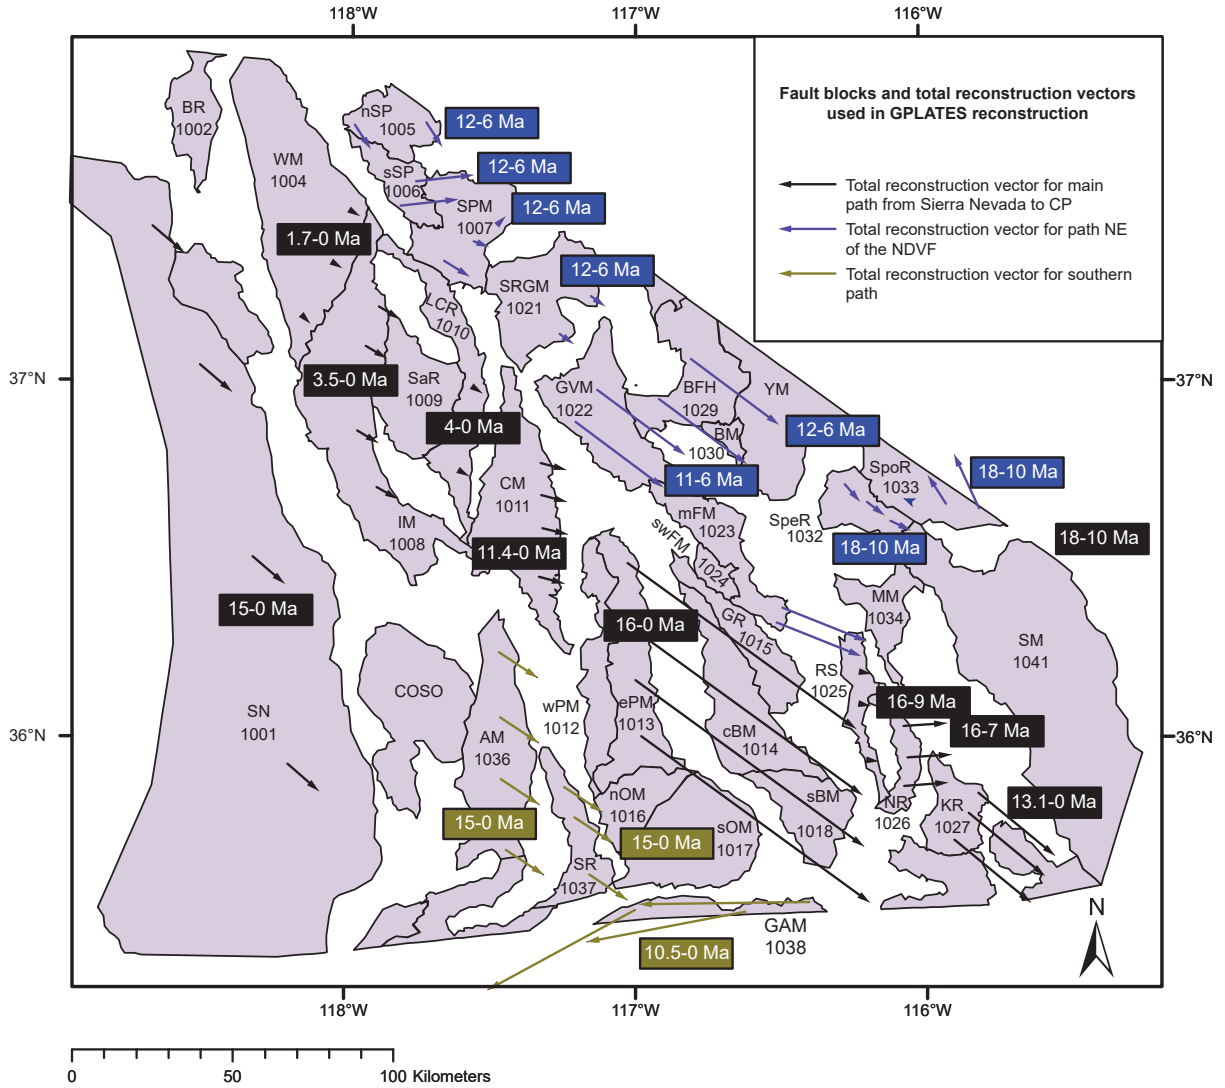 118°W 117°W 116°W
Fault blocks and total reconstruction vectors
used in GPLATES reconstruction
Total reconstruction vector for main
path from Sierra Nevada to CP
Total reconstruction vector for path NE
of the NDVF
Total reconstruction vector for southern
path
BR
1002
nSP
1005
12-6 Ma
WM
1004
sSP
1006
12-6 Ma
SPM
1007
12-6 Ma
1.7-0 Ma
12-6 Ma
SRGM
1021
LCR
1010
37°N
37°N
3.5-0 Ma
SaR
1009
GVM
1022
BFH
1029
YM
4-0 Ma
BM
1030
12-6 Ma
11-6 Ma
SpoR
1033
18-10 Ma
CM
1011
IM
1008
mFM
1023
SpeR
1032
swFM
1024
18-10 Ma
18-10 Ma
11.4-0 Ma
15-0 Ma
16-0 Ma
GR
1015
MM
1034
SM
1041
COSO
RS
1025
SN
1001
wPM
1012
ePM
1013
16-9 Ma
16-7 Ma
36°N
36°N
AM
1036
cBM
1014
nOM
1016
sBM
1018
NR
1026
KR
1027
13.1-0 Ma
15-0 Ma
15-0 Ma
sOM
1017
SR
1037
GAM
1038
10.5-0 Ma
N
118°W 117°W 116°W
0 50 100 Kilometers